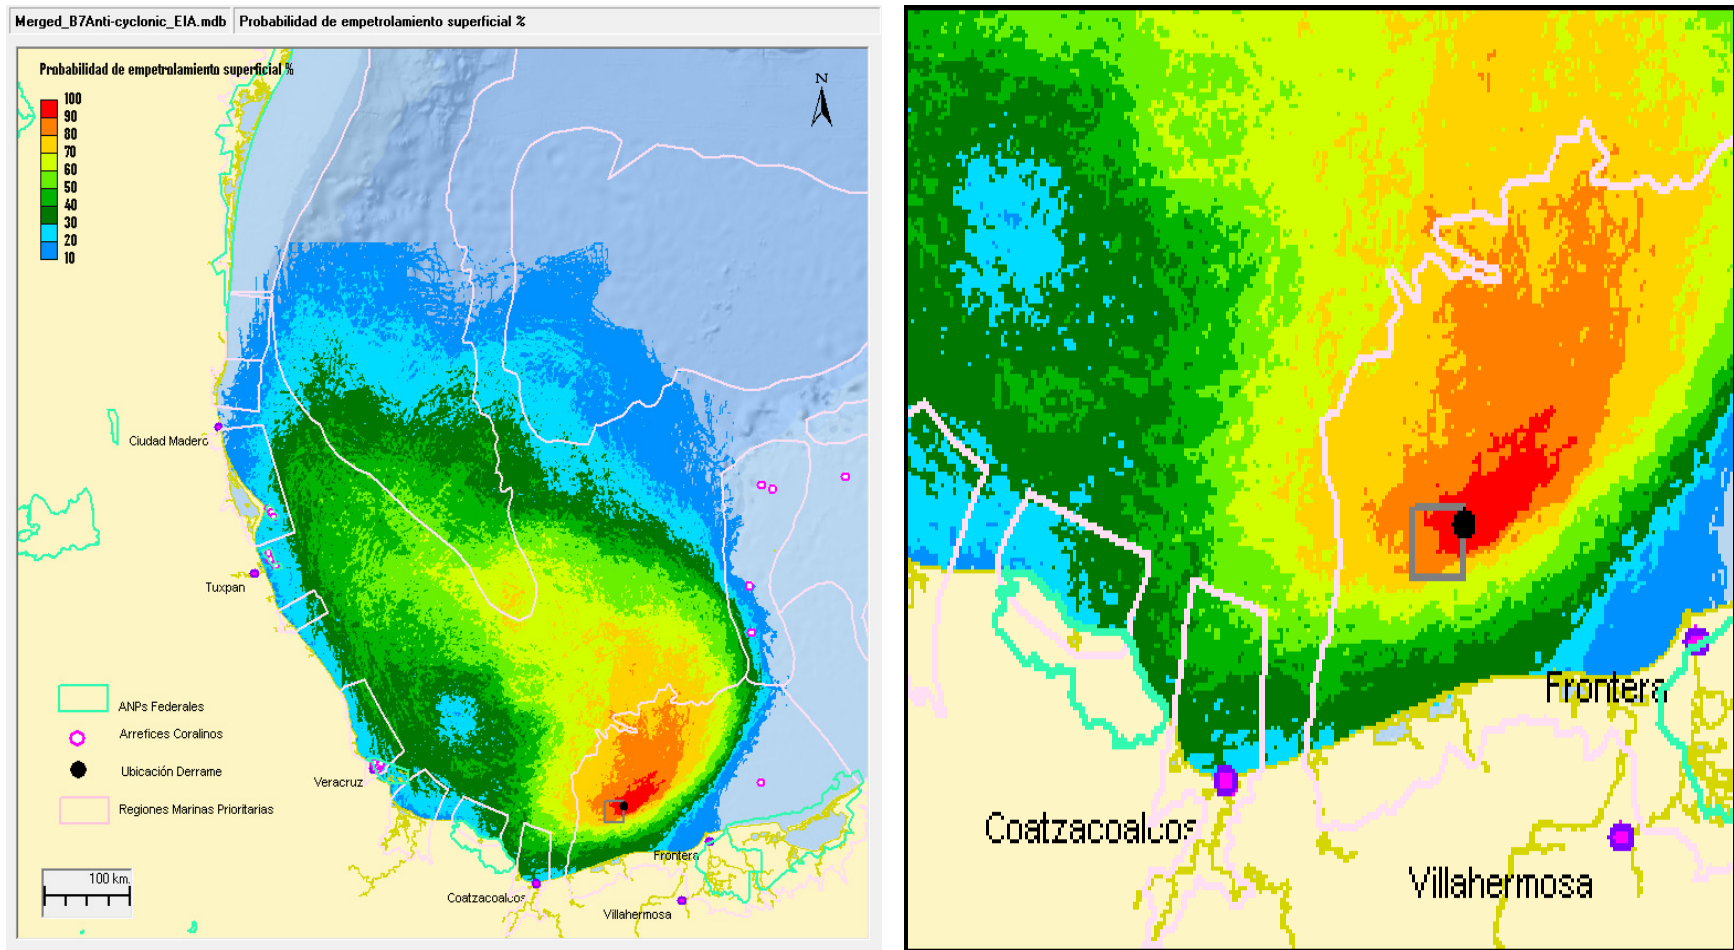 Merged_B7Anti-cyclonic_EIA.mdb Probabilidad de empetrolamiento superficial %
Probabilidad de empetrolamiento superficial %
N
100
90
80
70
60
50
40
30
20
10
Ciudad Madero
Tuxpan
ANPs Federales
Arrefices Coralinos
Ubicación Derrame
Veracruz
Regiones Marinas Prioritarias
100 km.
Frontera
Coatzacoalcos
Villahermosa
Frontera
Coatzacoalcos
Villahermosa